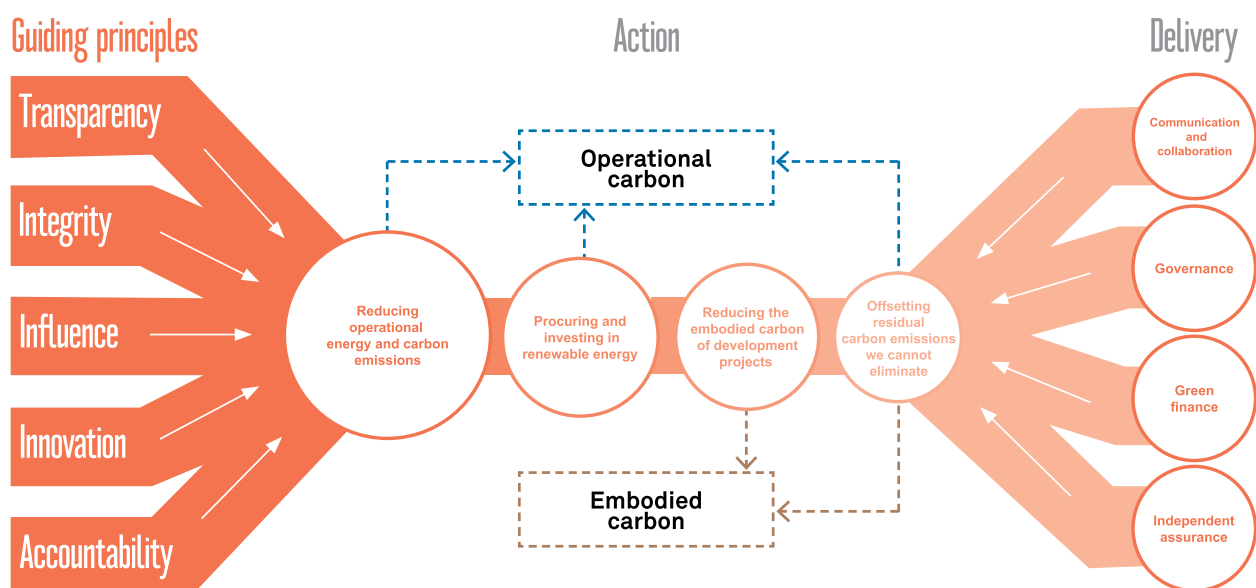 Guiding principles
Action
Delivery
Transparency
Integrity
Influence
Innovation
Accountability
Operational
carbon
Reducing
operational
energy and carbon
emissions
Procuring and
investing in
renewable energy
Reducing the
embodied carbon
of development
projects
Offsetting
residual
carbon emissions
we cannot
eliminate
Embodied
carbon
Communication
and
collaboration
Governance
Green
finance
Independent
assurance